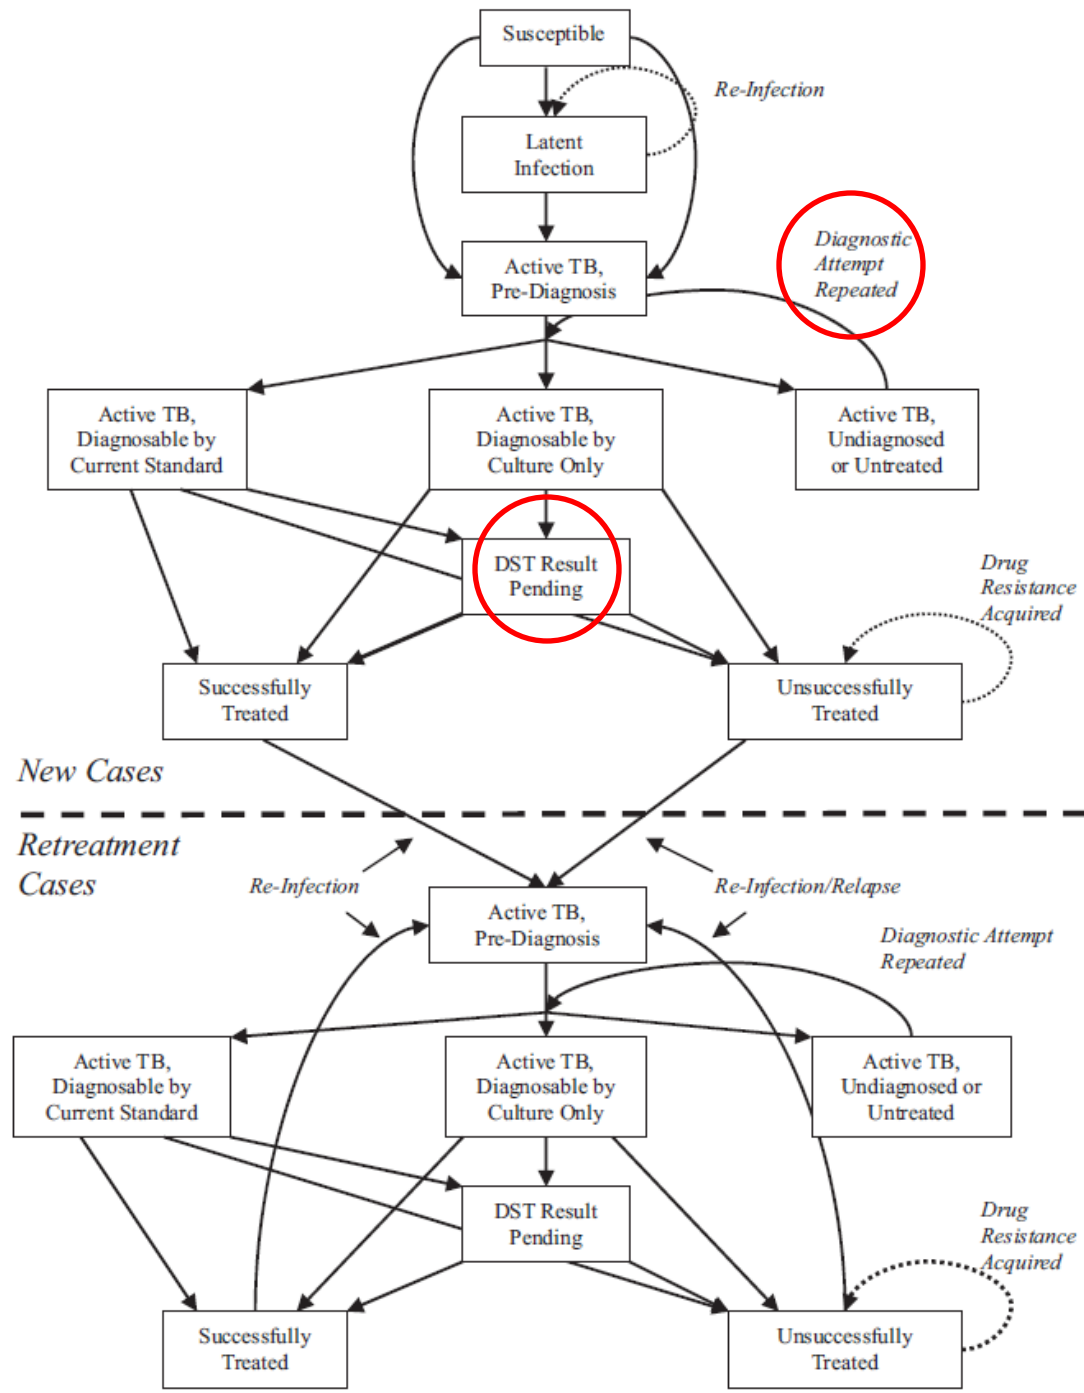 Susceptible
Re-Infection
Latent
Infection
Diagnostic
Attempt
Repeated
Active TB,
Pre-Diagnosis
Active TB,
Diagnosable by
Current Standard
Active TB,
Diagnosable by
Culture Only
Active TB,
Undiagnosed
or Untreated
DST Result
Pending
Drug
Resistance
Acquired
Successfully
Treated
Unsuccessfully
Treated
New Cases
Retreatment
Cases
Re-Infection
Re-Infection/Relapse
Active TB,
Pre-Diagnosis
Diagnostic Attempt
Repeated
Active TB,
Diagnosable by
Current Standard
Active TB,
Diagnosable by
Culture Only
Active TB,
Undiagnosed or
Untreated
DST Result
Pending
Drug
Resistance
Acquired
Successfully
Treated
Unsuccessfully
Treated